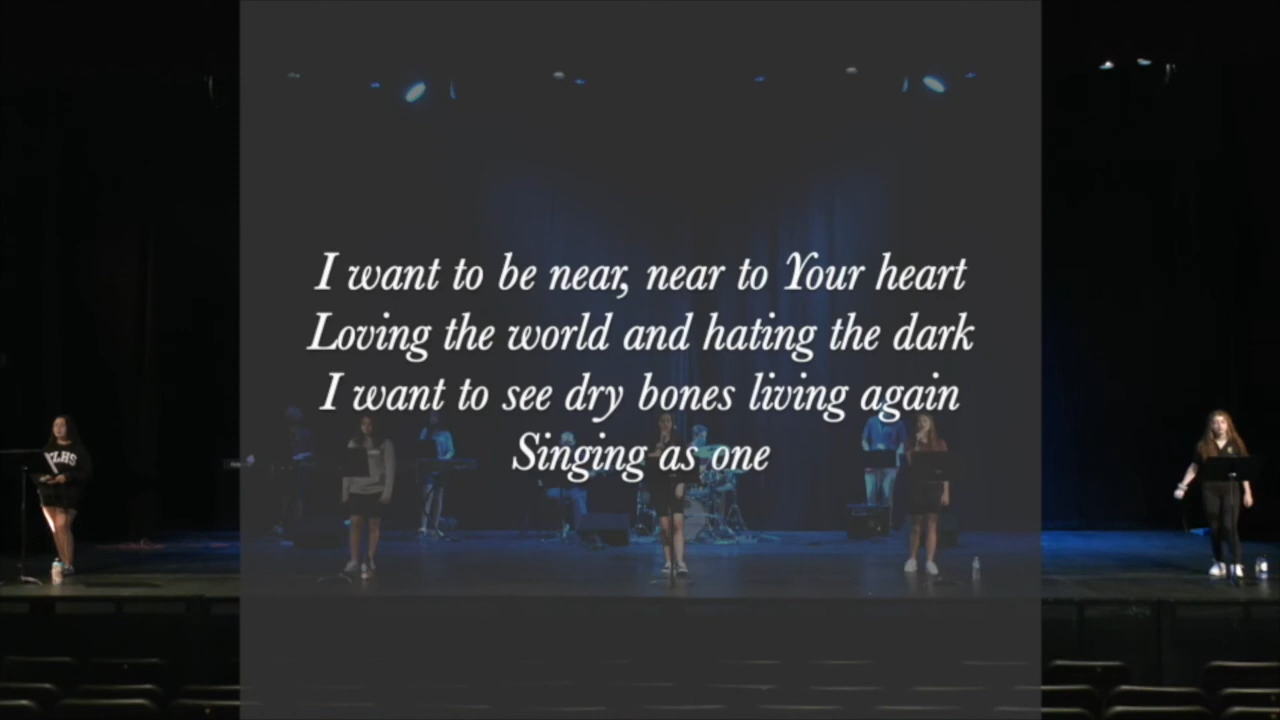 I want to be near, near to Your heart
Loving the world and hating the dark
I want to see dry bones living again
Singing as one